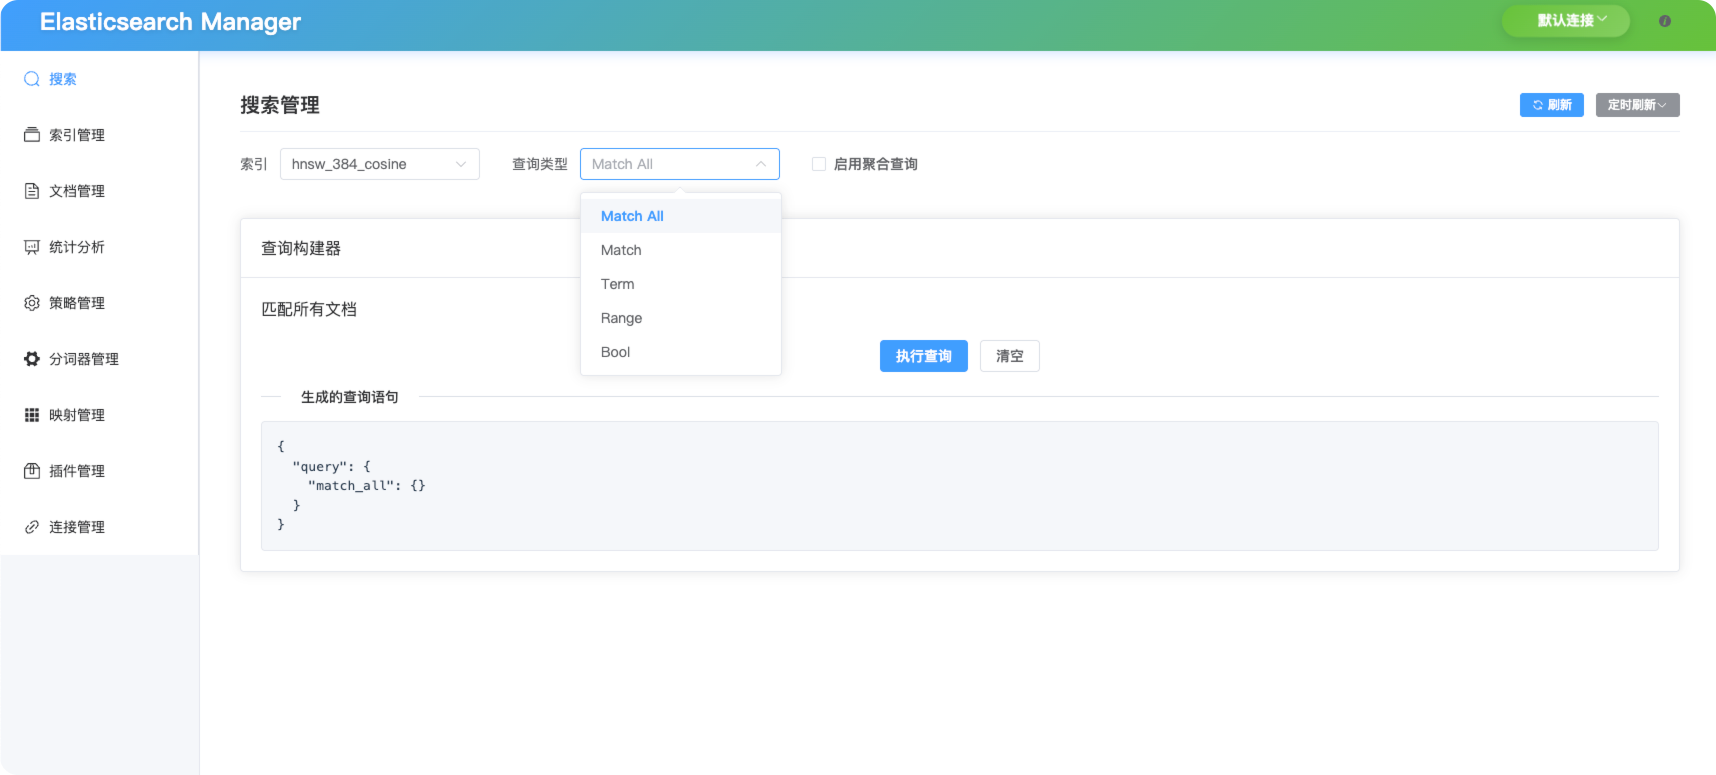 Elasticsearch Manager
默认连接
搜索
索引管理
文档管理
统计分析
策略管理
分词器管理
映射管理
插件管理
连接管理
搜索管理
刷新
定时刷新
索引
hnsw_384_cosine
查询类型
Match All
启用聚合查询
Match All
Match
Term
Range
Bool
查询构建器
匹配所有文档
执行查询
清空
生成的查询语句
{
  "query": {
    "match_all": {}
  }
}